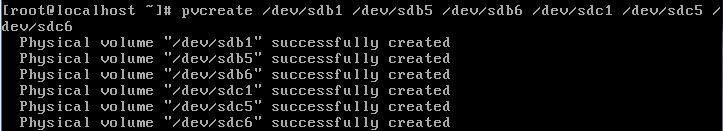 [root@localhost ~]# pvcreate /dev/sdb1 /dev/sdb5 /dev/sdb6 /dev/sdc1 /dev/sdc5 /
dev/sdc6
  Physical volume "/dev/sdb1" successfully created
  Physical volume "/dev/sdb5" successfully created
  Physical volume "/dev/sdb6" successfully created
  Physical volume "/dev/sdc1" successfully created
  Physical volume "/dev/sdc5" successfully created
  Physical volume "/dev/sdc6" successfully created